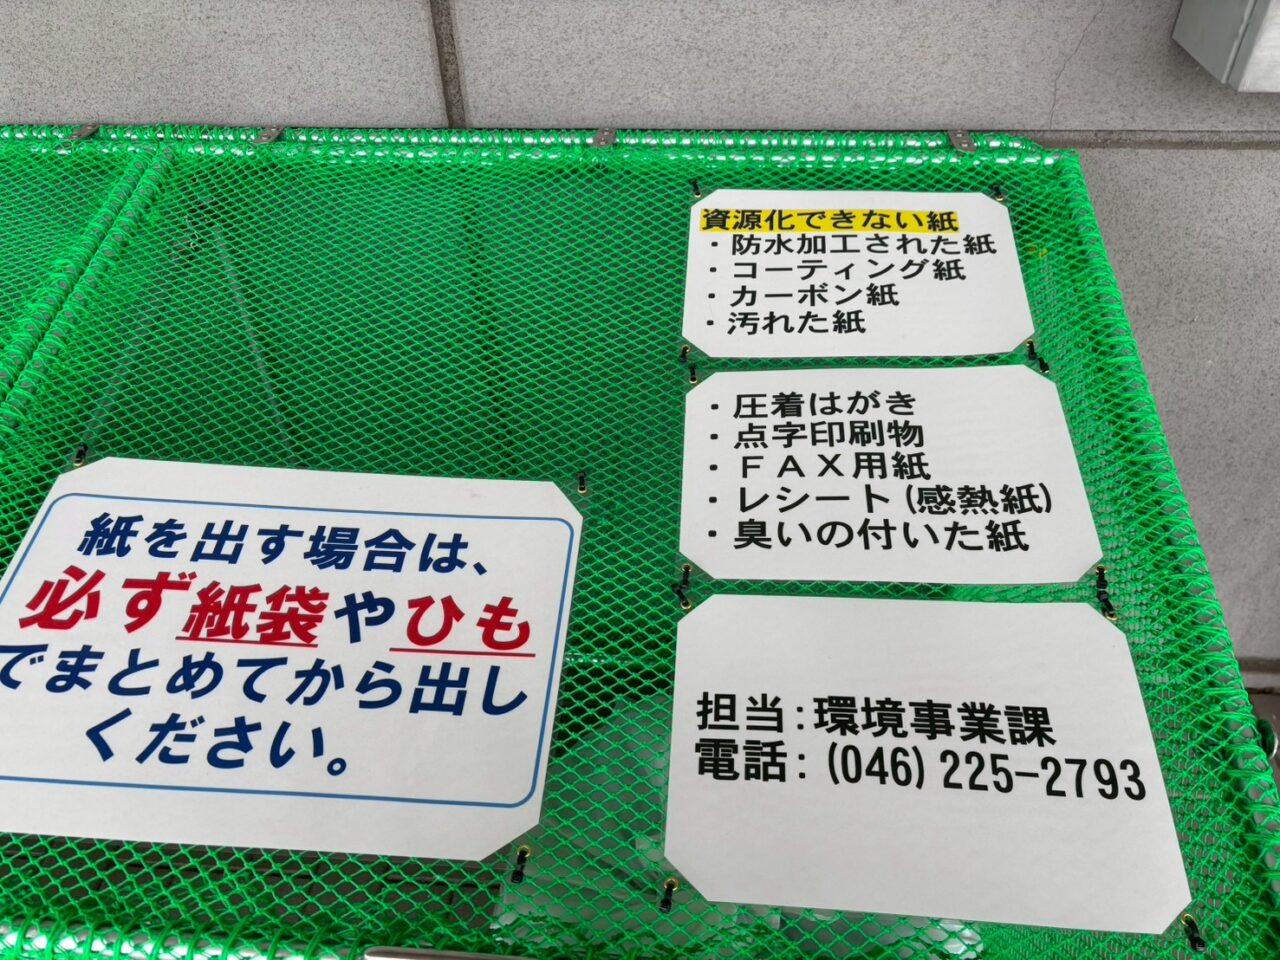 資源化できない紙
・防水加工された紙
・コーティング紙
・カーボン紙
・汚れた紙
・圧着はがき
・点字印刷物
・ＦＡＸ用紙
・レシート(感熱紙)
・臭いの付いた紙
紙を出す場合は、
必ず紙袋やひも
でまとめてから出し
ください。
担当:環境事業課
電話:(046)225-2793